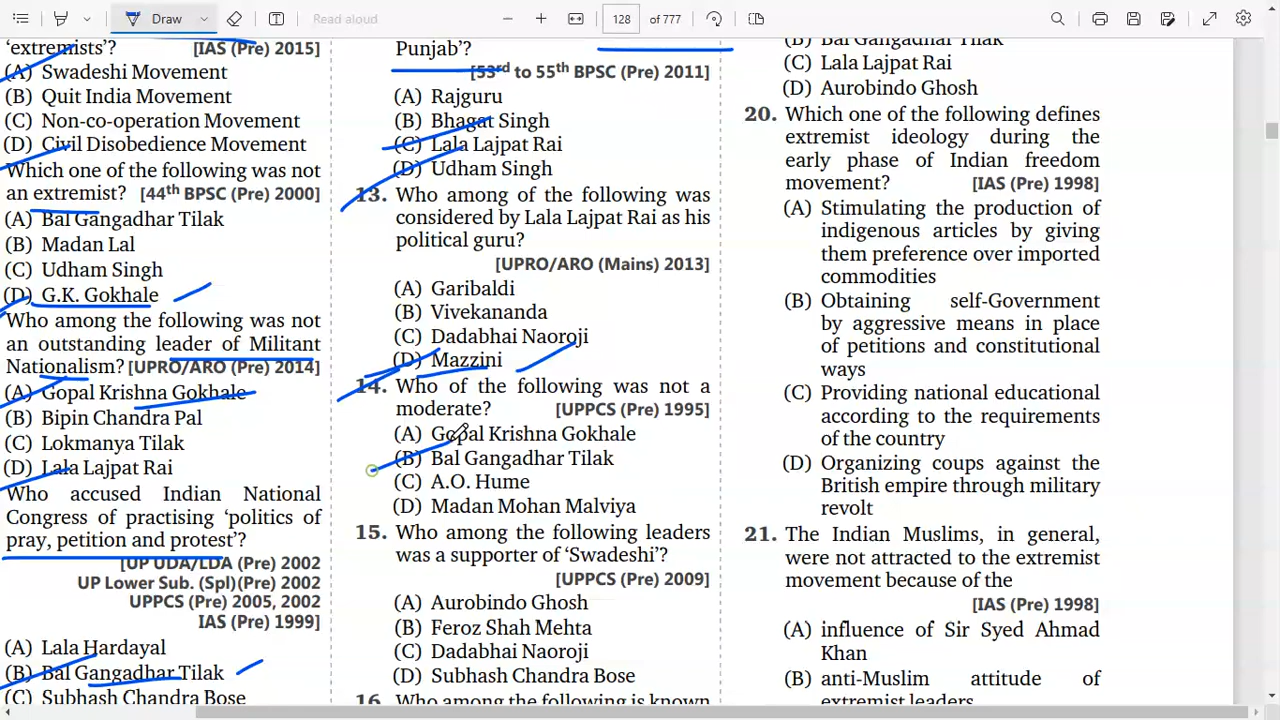 Draw
Read aloud
128 of 777
'extremists'? [IAS (Pre) 2015]
(A) Swadeshi Movement
(B) Quit India Movement
(C) Non-co-operation Movement
(D) Civil Disobedience Movement
Which one of the following was not
an extremist? [44th BPSC (Pre) 2000]
(A) Bal Gangadhar Tilak
(B) Madan Lal
(C) Udham Singh
(D) G.K. Gokhale
Who among the following was not
an outstanding leader of Militant
Nationalism? [UPRO/ARO (Pre) 2014]
(A) Gopal Krishna Gokhale
(B) Bipin Chandra Pal
(C) Lokmanya Tilak
(D) Lala Lajpat Rai
Who accused Indian National
Congress of practising 'politics of
pray, petition and protest'?
[UP UDA/LDA (Pre) 2002
UP Lower Sub. (Spl)(Pre) 2002
UPPCS (Pre) 2005, 2002
IAS (Pre) 1999]
(A) Lala Hardayal
(B) Bal Gangadhar Tilak
(C) Subhash Chandra Bose
Punjab'?
[53rd to 55th BPSC (Pre) 2011]
(A) Rajguru
(B) Bhagat Singh
(C) Lala Lajpat Rai
(D) Udham Singh
13. Who among of the following was
considered by Lala Lajpat Rai as his
political guru?
[UPRO/ARO (Mains) 2013]
(A) Garibaldi
(B) Vivekananda
(C) Dadabhai Naoroji
(D) Mazzini
14. Who of the following was not a
moderate? [UPPCS (Pre) 1995]
(A) Gopal Krishna Gokhale
(B) Bal Gangadhar Tilak
(C) A.O. Hume
(D) Madan Mohan Malviya
15. Who among the following leaders
was a supporter of 'Swadeshi'?
[UPPCS (Pre) 2009]
(A) Aurobindo Ghosh
(B) Feroz Shah Mehta
(C) Dadabhai Naoroji
(D) Subhash Chandra Bose
16. Who among the following is known
(B) Bal Gangadhar Tilak
(C) Lala Lajpat Rai
(D) Aurobindo Ghosh
20. Which one of the following defines
extremist ideology during the
early phase of Indian freedom
movement? [IAS (Pre) 1998]
(A) Stimulating the production of
indigenous articles by giving
them preference over imported
commodities
(B) Obtaining self-Government
by aggressive means in place
of petitions and constitutional
ways
(C) Providing national educational
according to the requirements
of the country
(D) Organizing coups against the
British empire through military
revolt
21. The Indian Muslims, in general,
were not attracted to the extremist
movement because of the
[IAS (Pre) 1998]
(A) influence of Sir Syed Ahmad
Khan
(B) anti-Muslim attitude of
extremist leaders